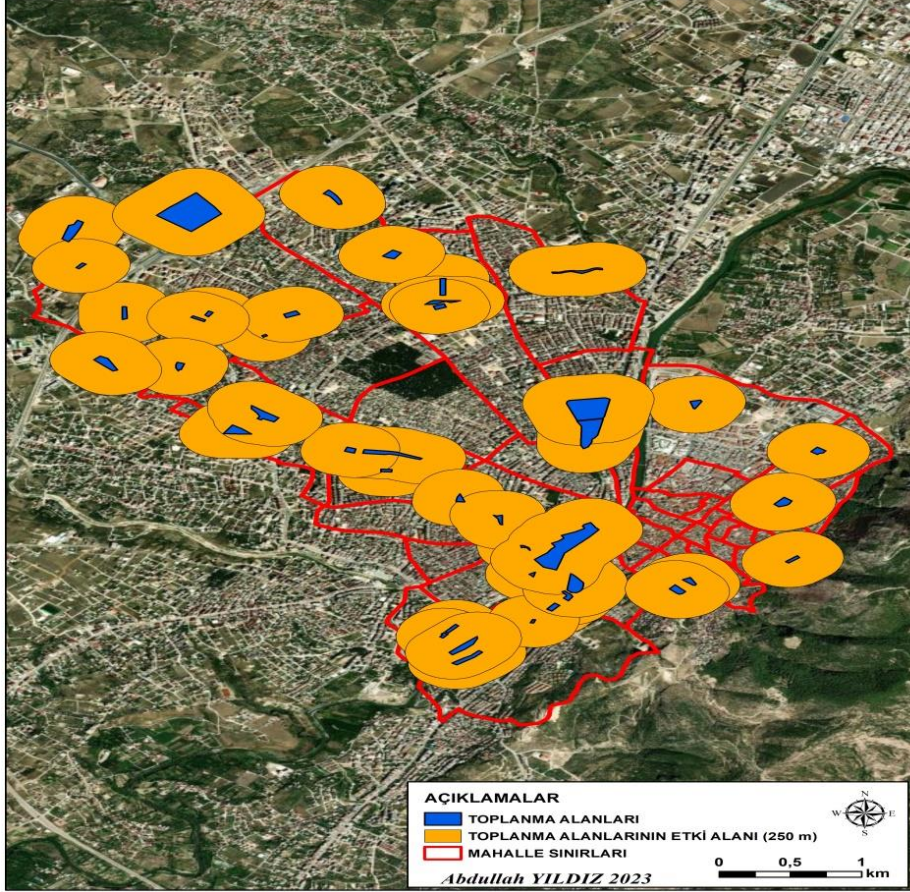 AÇIKLAMALAR
TOPLANMA ALANLARI
TOPLANMA ALANLARININ ETKİ ALANI (250 m)
MAHALLE SINIRLARI
Abdullah YILDIZ 2023
N
W E
S
0 0,5 1
km